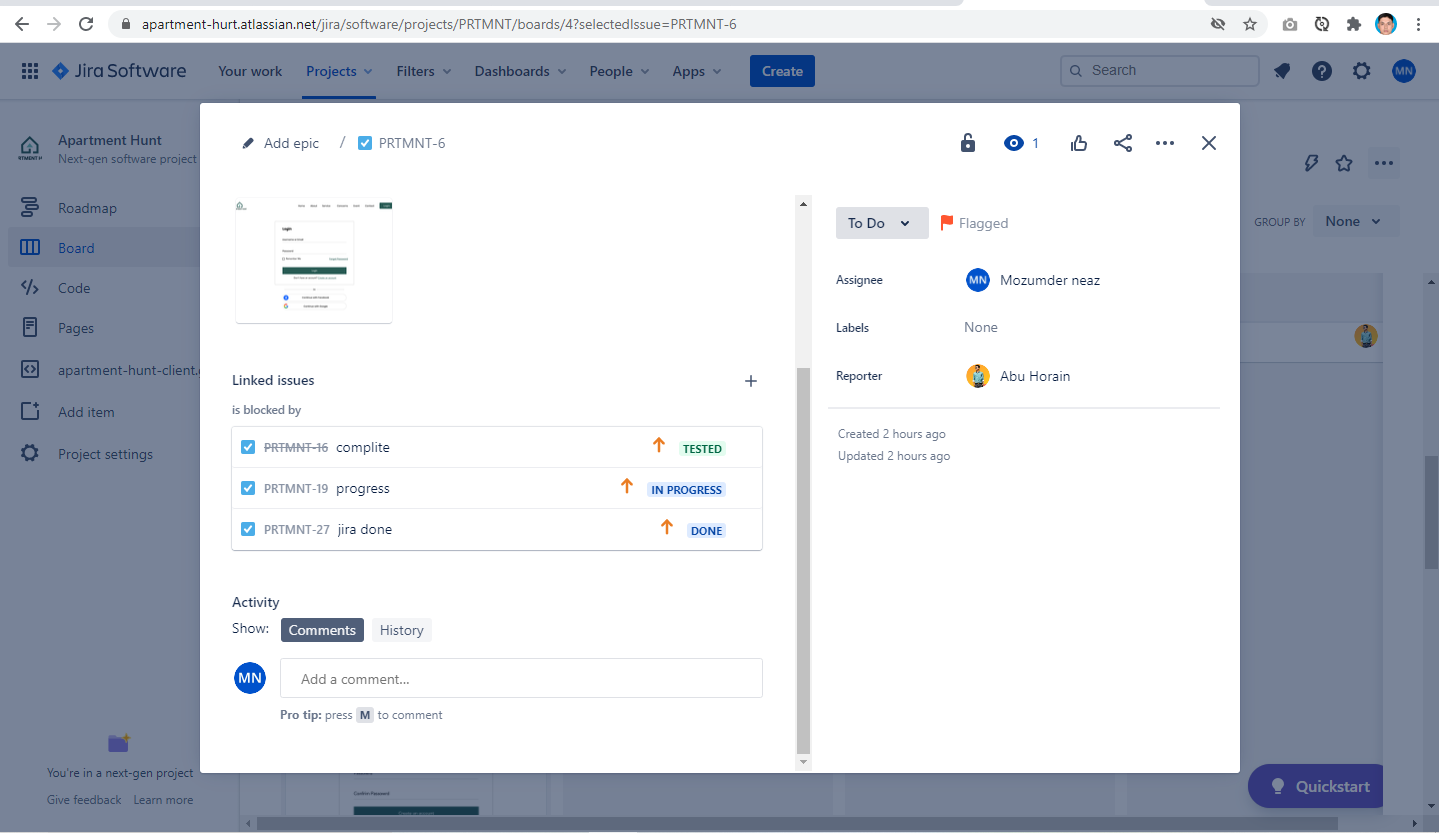 apartment-hurt.atlassian.net/jira/software/projects/PRTMNT/boards/4?selectedIssue=PRTMNT-6
Jira Software
Your work
Projects
Filters
Dashboards
People
Apps
Create
Search
MN
Apartment Hunt
Next-gen software project
Roadmap
Board
Code
Pages
apartment-hunt-client.
Add item
Project settings
You're in a next-gen project
Give feedback Learn more
Add epic / PRTMNT-6
1
Login
Linked issues
is blocked by
PRTMNT-16 complite TESTED
PRTMNT-19 progress IN PROGRESS
PRTMNT-27 jira done DONE
Activity
Show: Comments History
MN Add a comment...
Pro tip: press M to comment
To Do Flagged
Assignee MN Mozumder neaz
Labels None
Reporter Abu Horain
Created 2 hours ago
Updated 2 hours ago
GROUP BY None
Confirm Password
Quickstart